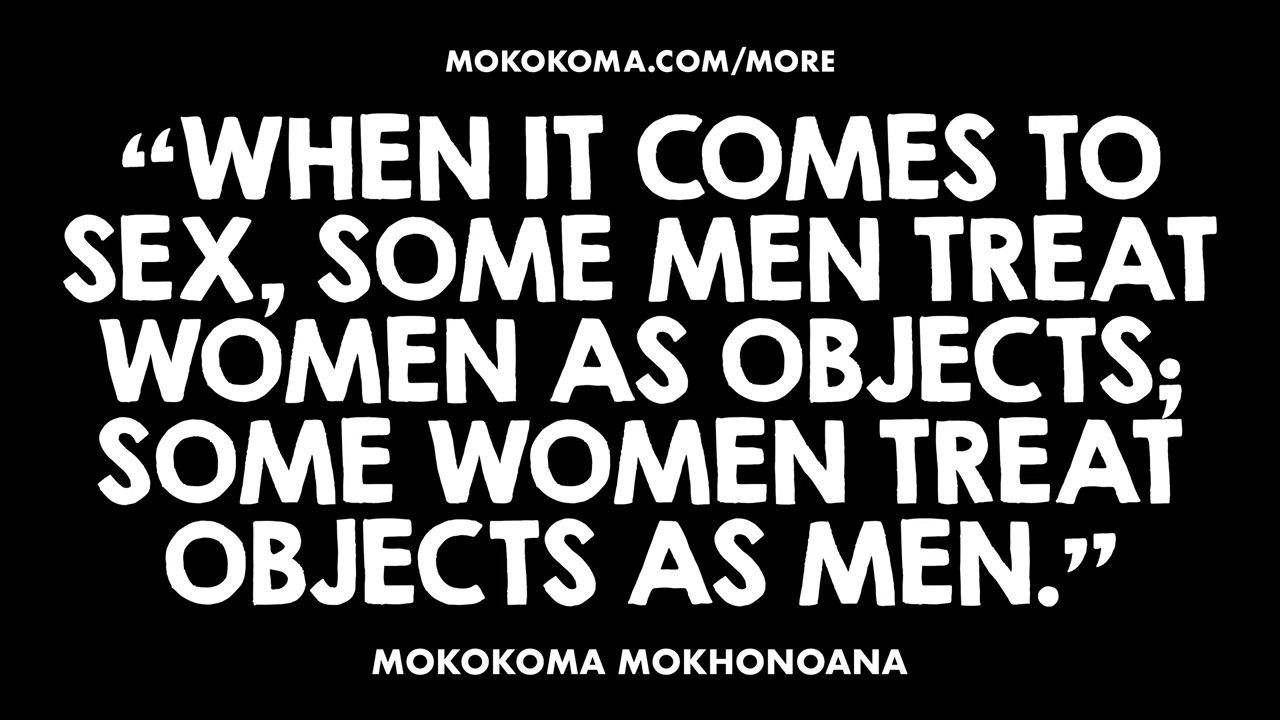 MOKOKOMA.COM/MORE
“WHEN IT COMES TO
SEX, SOME MEN TREAT
WOMEN AS OBJECTS;
SOME WOMEN TREAT
OBJECTS AS MEN.”
MOKOKOMA MOKHONOANA